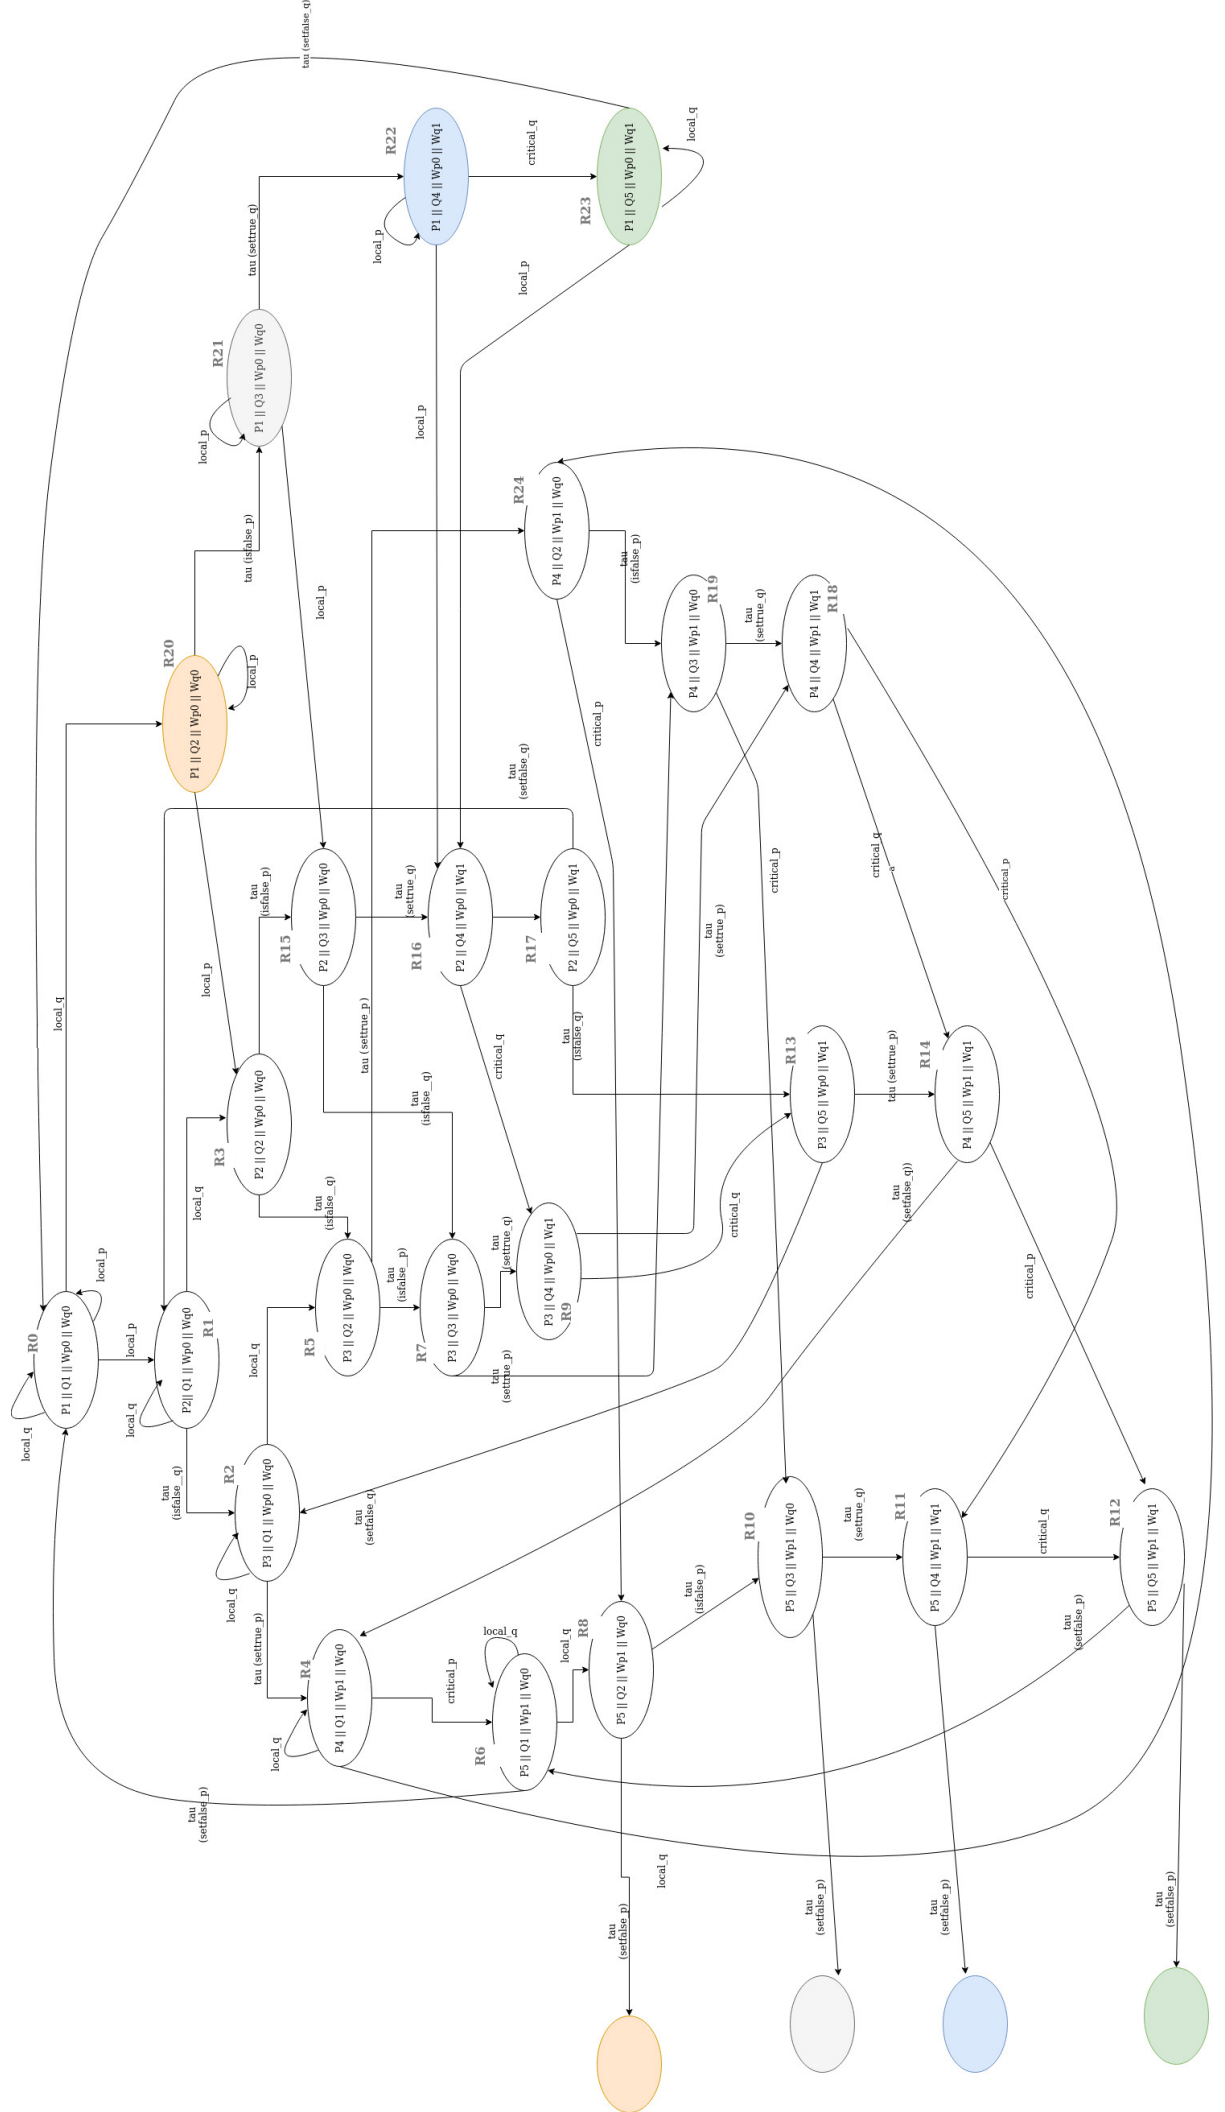 tau (setfalse_q)
R22
P1 || Q4 || Wp0 || Wq1
critical_q
local_q
P1 || Q5 || Wp0 || Wq1
R23
tau (settrue_q)
local_p
local_p
R21
P1 || Q3 || Wp0 || Wq0
local_p
local_p
R24
P4 || Q2 || Wp1 || Wq0
tau (isfalse_p)
tau
(isfalse_p)
local_p
R19
P4 || Q3 || Wp1 || Wq0
tau
(settrue_q)
R18
P4 || Q4 || Wp1 || Wq1
R20
P1 || Q2 || Wp0 || Wq0
local_p
critical_p
tau
(setfalse_q)
tau
(isfalse_p)
P2 || Q3 || Wp0 || Wq0
R15
tau
(settrue_q)
P2 || Q4 || Wp0 || Wq1
R16
P2 || Q5 || Wp0 || Wq1
R17
critical_p
critical_q
a
critical_p
tau
(settrue_p)
local_q
local_p
tau (settrue_p)
tau
(isfalse_q)
critical_q
R13
P3 || Q5 || Wp0 || Wq1
tau (settrue_p)
R14
P4 || Q5 || Wp1 || Wq1
P2 || Q2 || Wp0 || Wq0
R3
tau
(isfalse__q)
local_q
tau
(isfalse__q)
critical_q
tau
(setfalse_q))
critical_p
R0
P1 || Q1 || Wp0 || Wq0
local_p
local_q
local_p
P2|| Q1 || Wp0 || Wq0
R1
local_q
P3 || Q2 || Wp0 || Wq0
R5
tau
(isfalse__p)
P3 || Q3 || Wp0 || Wq0
R7
tau
(settrue_q)
tau
(settrue_p)
P3 || Q4 || Wp0 || Wq1
R9
local_q
tau
(isfalse__q)
R2
P3 || Q1 || Wp0 || Wq0
local_q
tau
(setfalse_q)
R10
P5 || Q3 || Wp1 || Wq0
tau
(settrue_q)
R11
P5 || Q4 || Wp1 || Wq1
critical_q
R12
P5 || Q5 || Wp1 || Wq1
tau
(isfalse_p)
tau
(setfalse_p)
tau (settrue_p)
R4
P4 || Q1 || Wp1 || Wq0
local_q
critical_p
local_q
P5 || Q1 || Wp1 || Wq0
R6
local_q
R8
P5 || Q2 || Wp1 || Wq0
tau
(setfalse_p)
local_q
tau
(setfalse_p)
tau
(setfalse_p)
tau
(setfalse_p)
tau
(setfalse_p)